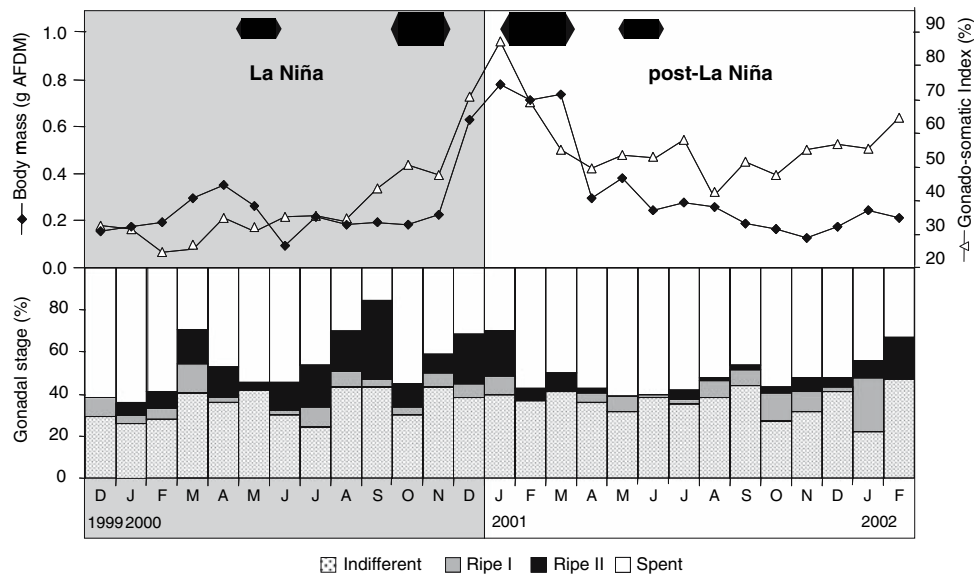 La Niña
post-La Niña
Body mass (g AFDM)
1.0
0.8
0.6
0.4
0.2
0.0
Gonado-somatic Index (%)
90
80
70
60
50
40
30
20
Gonadal stage (%)
80
60
40
20
0
D J F M A M J J A S O N D J F M A M J J A S O N D J F
1999 2000 2001 2002
Indifferent Ripe I Ripe II Spent